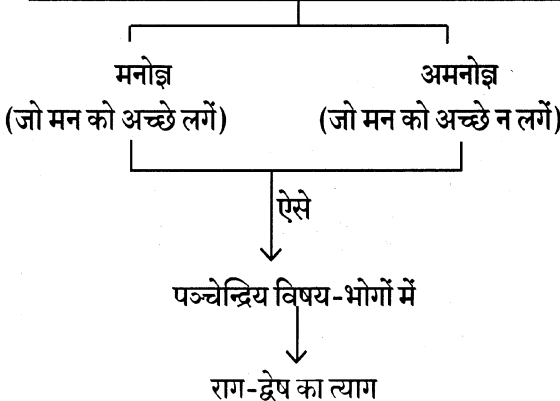 मनोज्ञ अमनोज्ञ
(जो मन को अच्छे लगें) (जो मन को अच्छे न लगें)
ऐसे
पञ्चेन्द्रिय विषय-भोगों में
राग-द्वेष का त्याग